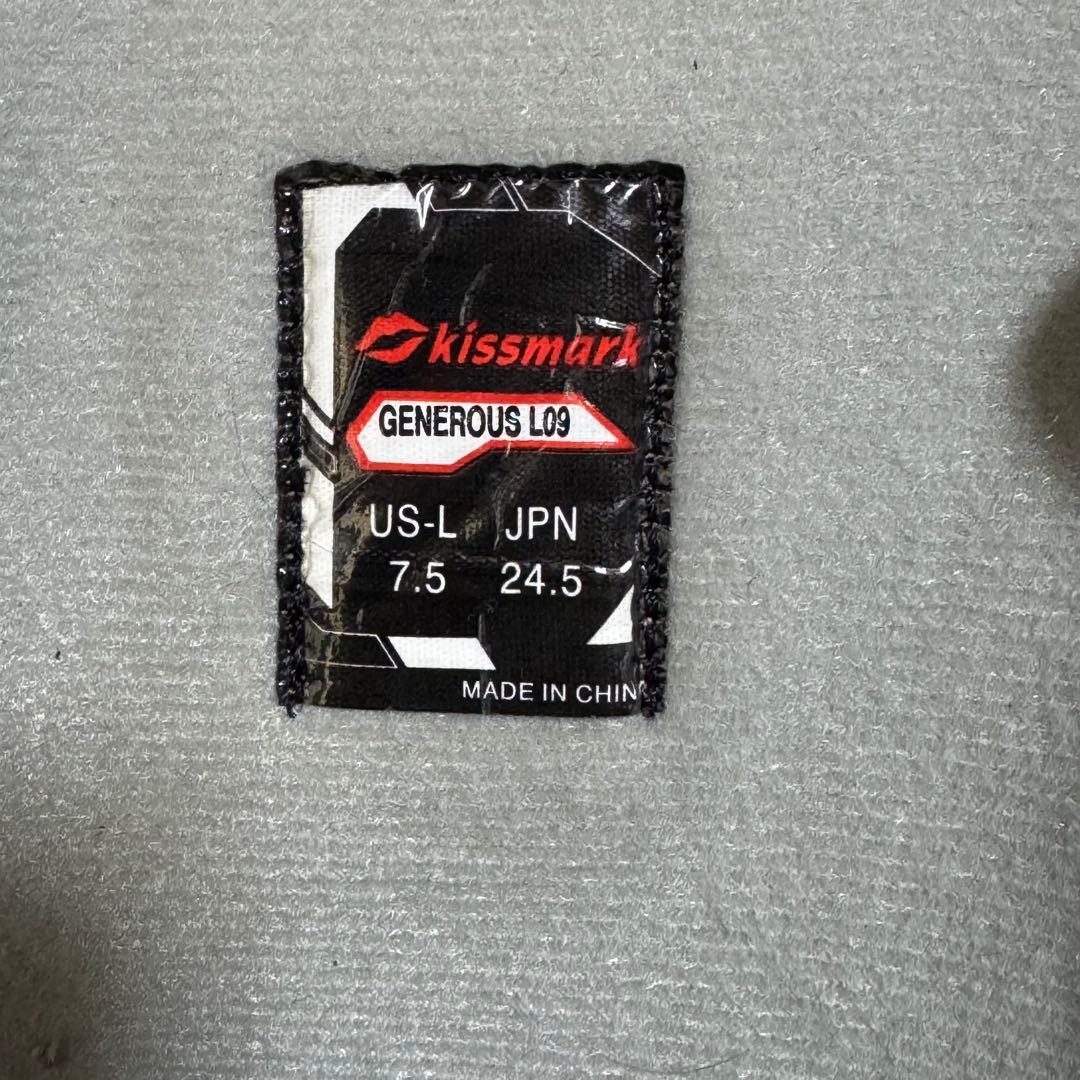 kissmark
GENEROUS L09
US-L JPN
7.5 24.5
MADE IN CHIN